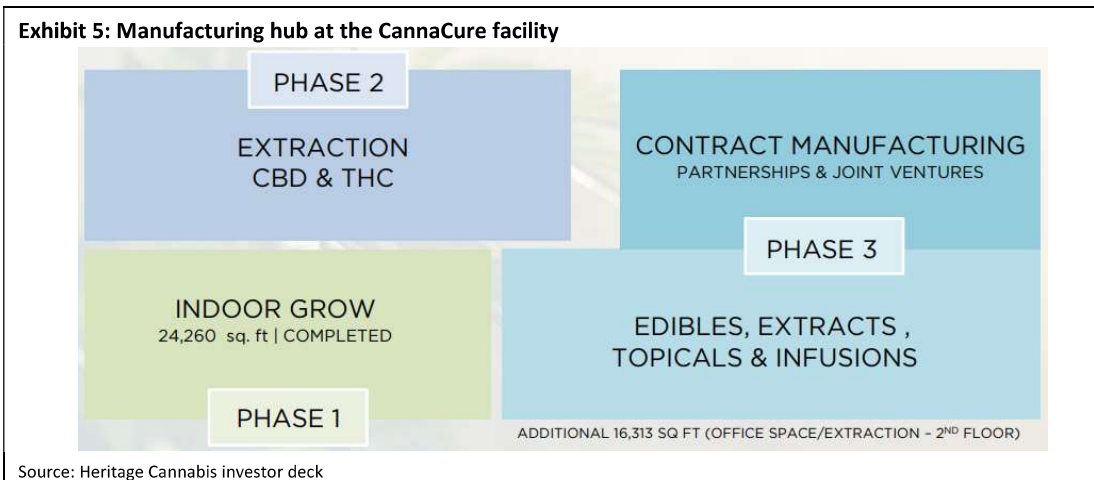 Exhibit 5: Manufacturing hub at the CannaCure facility
PHASE 2
EXTRACTION
CBD & THC
CONTRACT MANUFACTURING
PARTNERSHIPS & JOINT VENTURES
PHASE 3
INDOOR GROW
24,260 sq. ft | COMPLETED
PHASE 1
EDIBLES, EXTRACTS ,
TOPICALS & INFUSIONS
ADDITIONAL 16,313 SQ FT (OFFICE SPACE/EXTRACTION – 2ND FLOOR)
Source: Heritage Cannabis investor deck